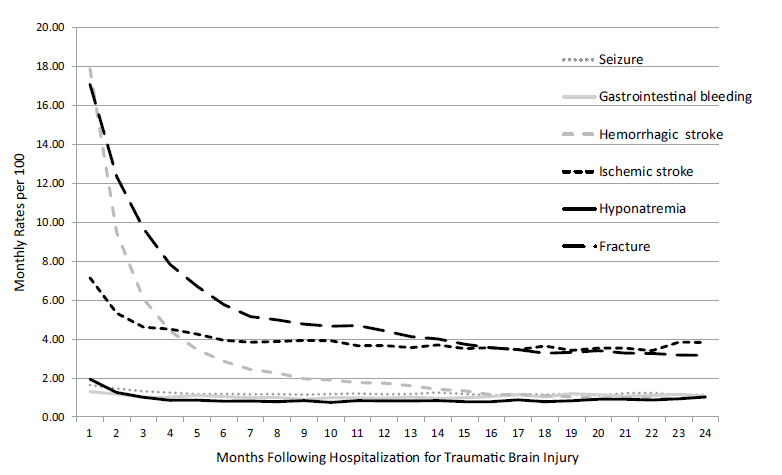 20.00
18.00
16.00
14.00
12.00
10.00
8.00
6.00
4.00
2.00
0.00
Monthly Rates per 100
Seizure
Gastrointestinal bleeding
Hemorrhagic stroke
Ischemic stroke
Hyponatremia
Fracture
1 2 3 4 5 6 7 8 9 10 11 12 13 14 15 16 17 18 19 20 21 22 23 24
Months Following Hospitalization for Traumatic Brain Injury